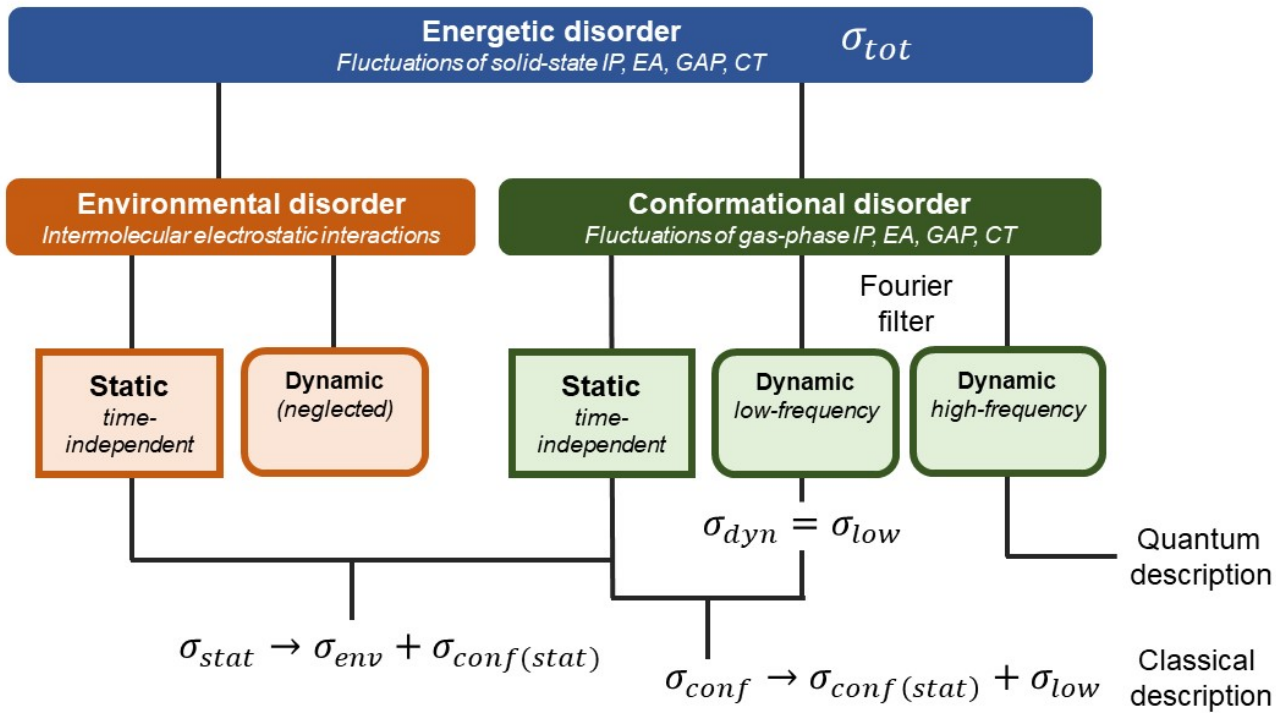 Energetic disorder
Fluctuations of solid-state IP, EA, GAP, CT
σ_tot
Environmental disorder
Intermolecular electrostatic interactions
Conformational disorder
Fluctuations of gas-phase IP, EA, GAP, CT
Fourier
filter
Static
time-
independent
Dynamic
(neglected)
Static
time-
independent
Dynamic
low-frequency
Dynamic
high-frequency
σ_dyn = σ_low
Quantum
description
σ_stat → σ_env + σ_conf(stat)
σ_conf → σ_conf(stat) + σ_low
Classical
description